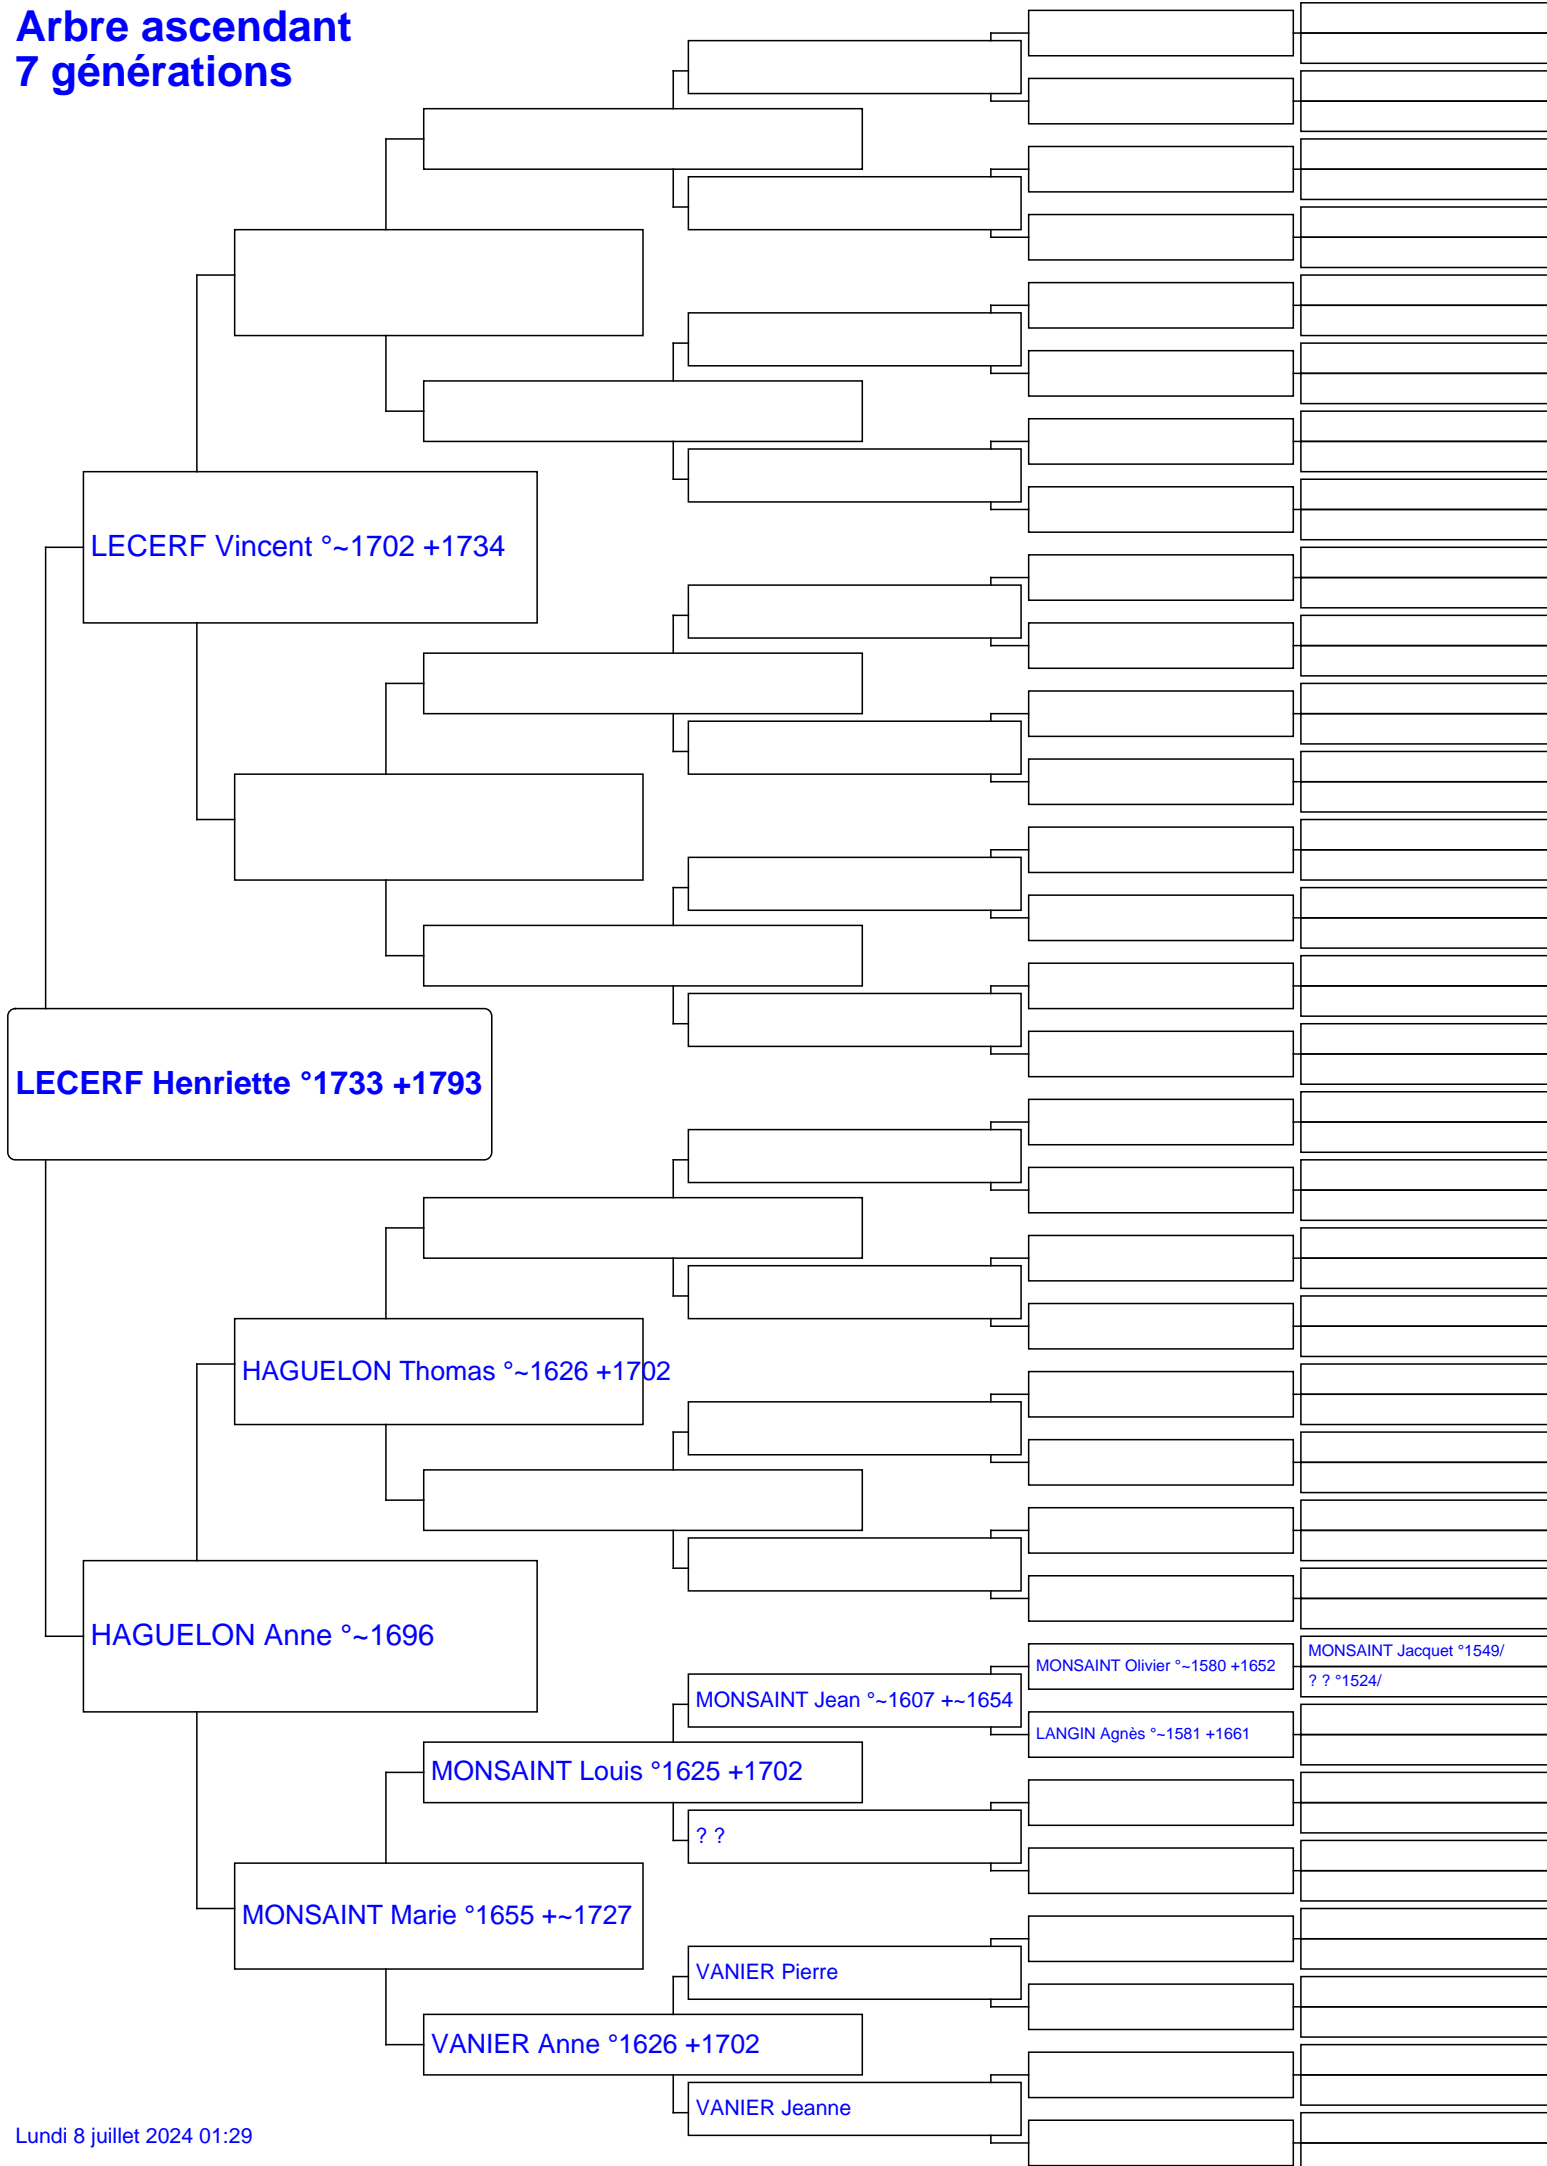 Arbre ascendant
7 générations
LECERF Vincent °~1702 +1734
LECERF Henriette °1733 +1793
HAGUELON Thomas °~1626 +1702
HAGUELON Anne °~1696
MONSAINT Jacquet °1549/
MONSAINT Olivier °~1580 +1652
? ? °1524/
MONSAINT Jean °~1607 +~1654
LANGIN Agnès °~1581 +1661
MONSAINT Louis °1625 +1702
? ?
MONSAINT Marie °1655 +~1727
VANIER Pierre
VANIER Anne °1626 +1702
VANIER Jeanne
Lundi 8 juillet 2024 01:29